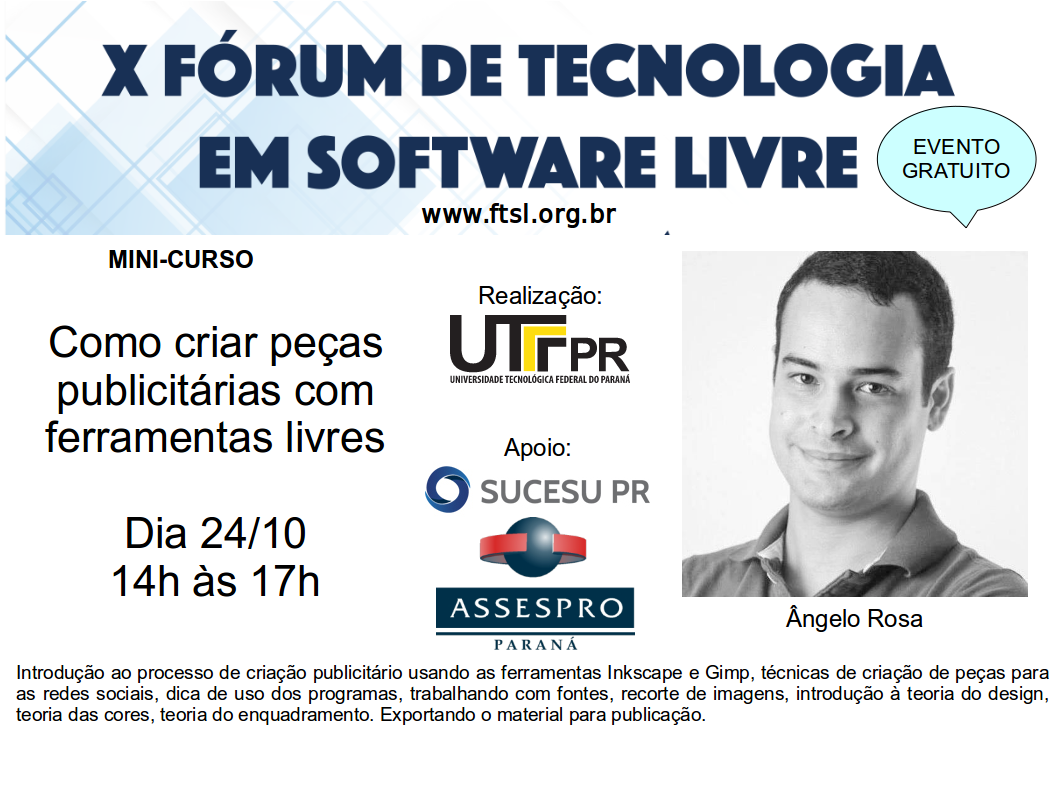 X FÓRUM DE TECNOLOGIA
EM SOFTWARE LIVRE
EVENTO
GRATUITO
www.ftsl.org.br
MINI-CURSO
Como criar peças
publicitárias com
ferramentas livres
Dia 24/10
14h às 17h
Realização:
UTFPR
UNIVERSIDADE TECNOLÓGICA FEDERAL DO PARANÁ
Apoio:
SUCESU PR
ASSESPRO
PARANÁ
Ângelo Rosa
Introdução ao processo de criação publicitário usando as ferramentas Inkscape e Gimp, técnicas de criação de peças para
as redes sociais, dica de uso dos programas, trabalhando com fontes, recorte de imagens, introdução à teoria do design,
teoria das cores, teoria do enquadramento. Exportando o material para publicação.